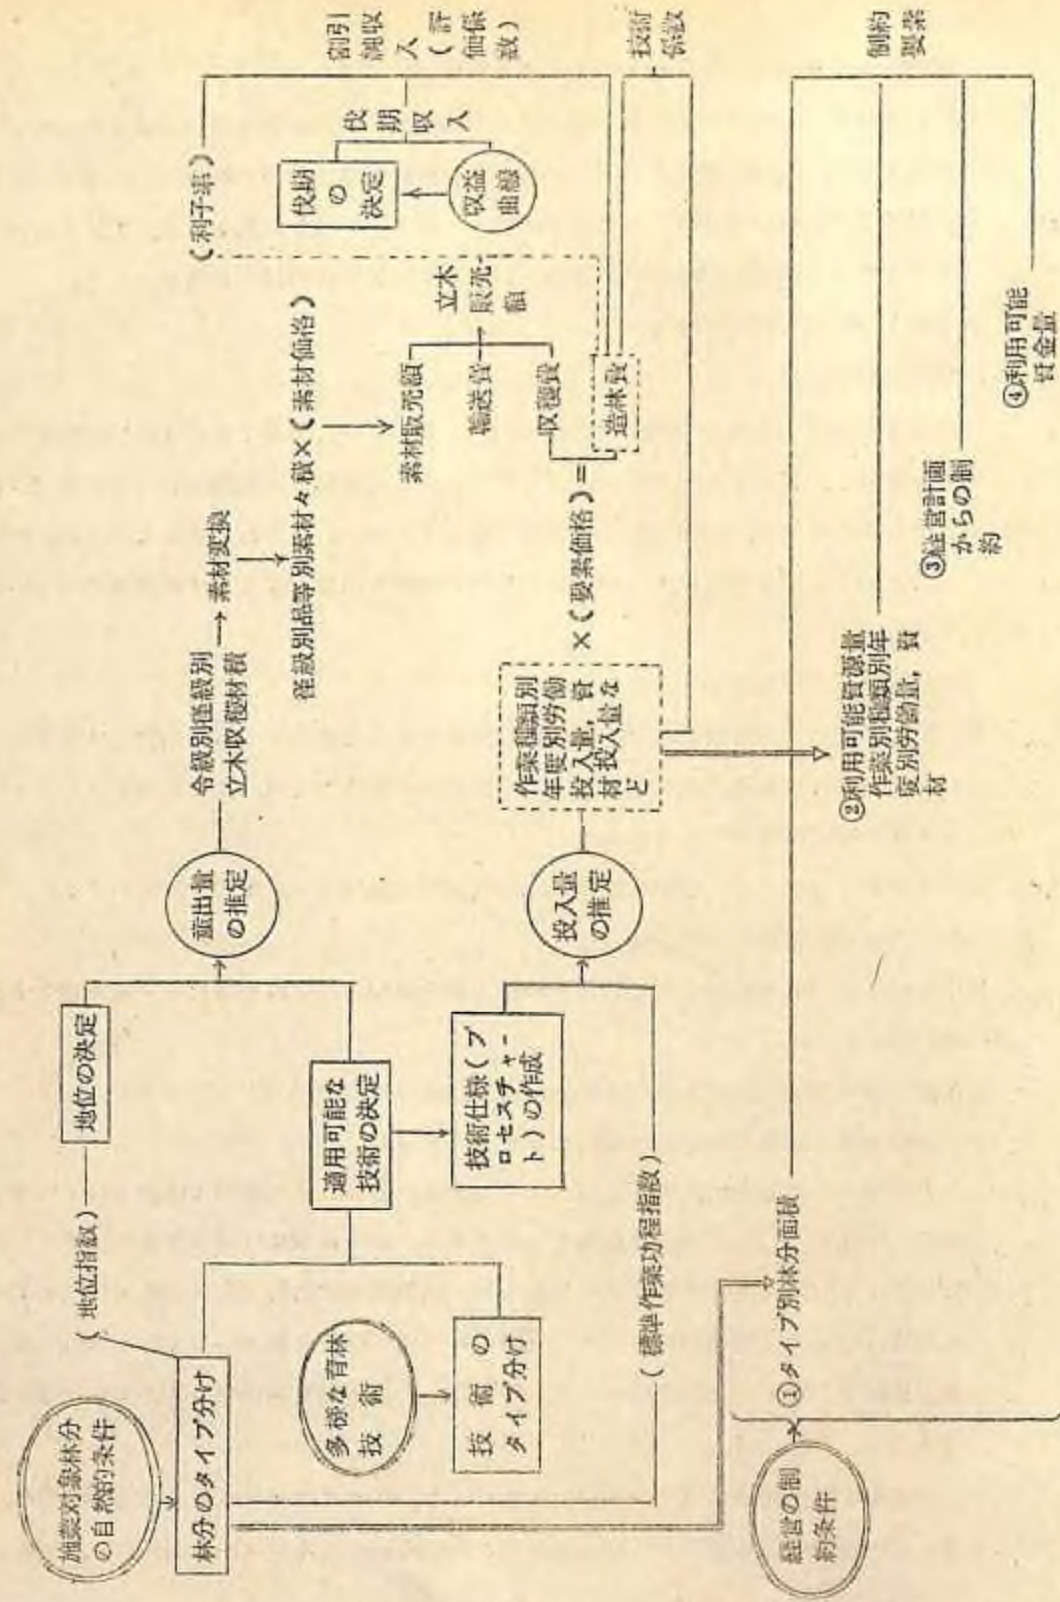 施業対象林分
の自然的条件
林分のタイプ分け
(地位指数)
地位の決定
多様な育林
技術
技術の
タイプ分け
適用可能な
技術の決定
技術仕様(プ
ロセスチャー
ト)の作成
(標準作業功程指数)
産出量
の推定
投入量
の推定
令級別径級別
立木収穫材積
素材変換
径級別品等別素材々積×(素材価格)
素材販売額
輸送費
収穫費
造林費
立木
販売
額
作業種類別
年度別労働
投入量,資
材投入量な
ど
×(要素価格)=
(利子率)
伐期
の
決定
収益
曲線
伐期
収入
割引
純収
入
(評
価係
数)
技術
係数
経営の制
約条件
①タイプ別林分面積
②利用可能資源量
作業別種類別年
度別労働量,資
材
③経営計画
からの制
約
④利用可能
資金量
制約
要素